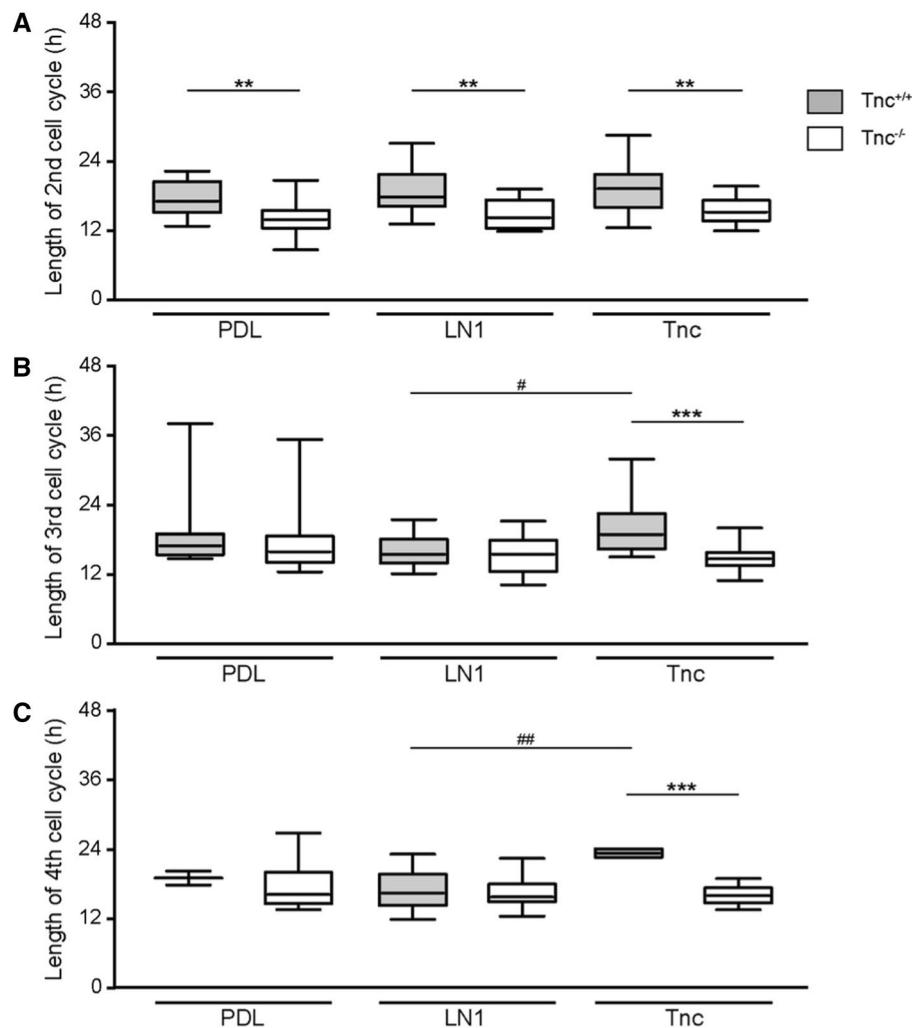 A
Length of 2nd cell cycle (h)
48
36
24
12
0
**
**
**
Tnc+/+
Tnc-/-
PDL
LN1
Tnc
B
Length of 3rd cell cycle (h)
48
36
24
12
0
#
***
PDL
LN1
Tnc
C
Length of 4th cell cycle (h)
48
36
24
12
0
##
***
PDL
LN1
Tnc